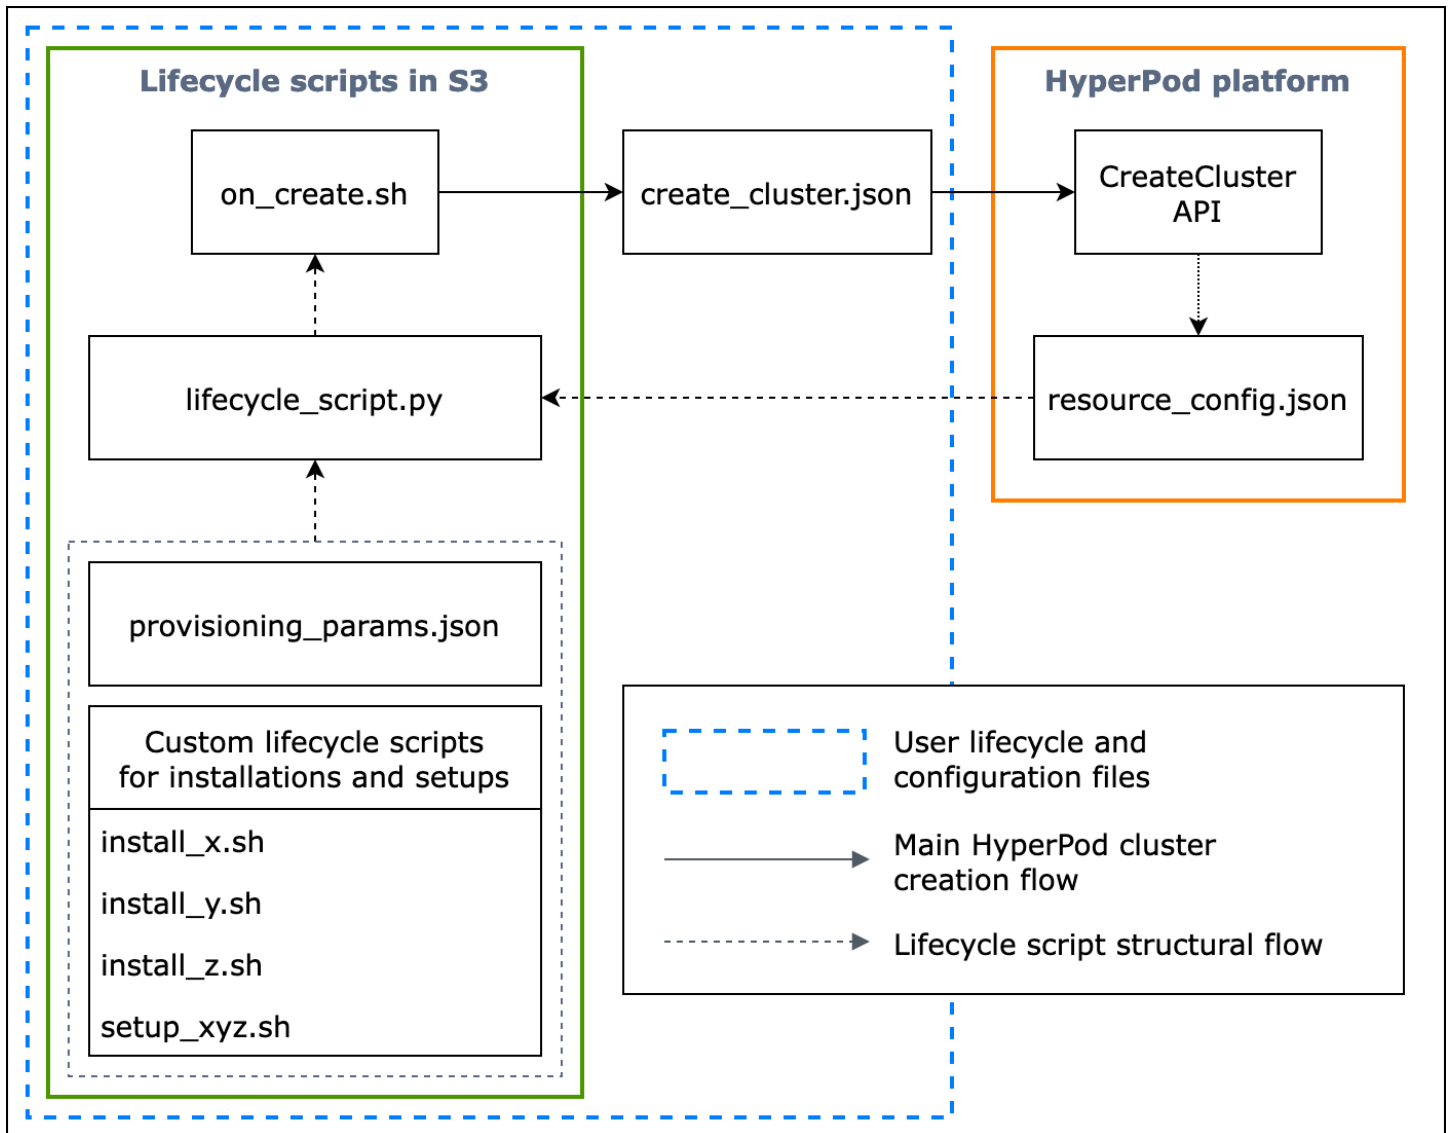 Lifecycle scripts in S3
HyperPod platform
on_create.sh
create_cluster.json
CreateCluster
API
lifecycle_script.py
resource_config.json
provisioning_params.json
Custom lifecycle scripts
for installations and setups
install_x.sh
install_y.sh
install_z.sh
setup_xyz.sh
User lifecycle and
configuration files
Main HyperPod cluster
creation flow
Lifecycle script structural flow